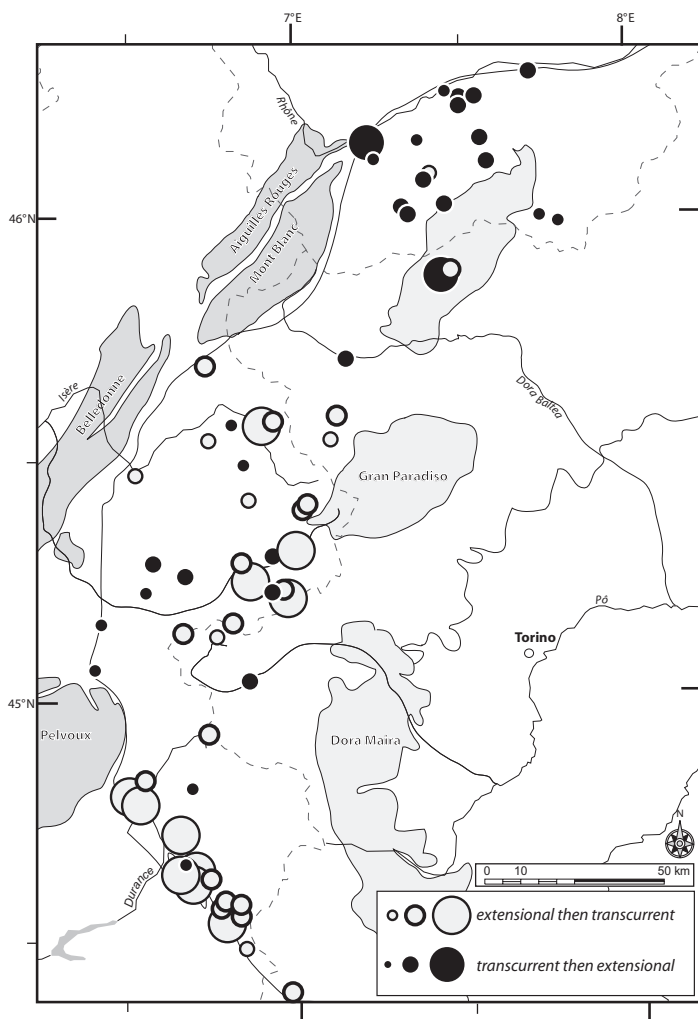 7°E
8°E
Rhône
Aiguilles Rouges
46°N
Mont Blanc
Isère
Belledonne
Dora Baltea
Gran Paradiso
Pô
Torino
45°N
Pelvoux
Dora Maira
N
0 10 50 km
Durance
extensional then transcurrent
transcurrent then extensional